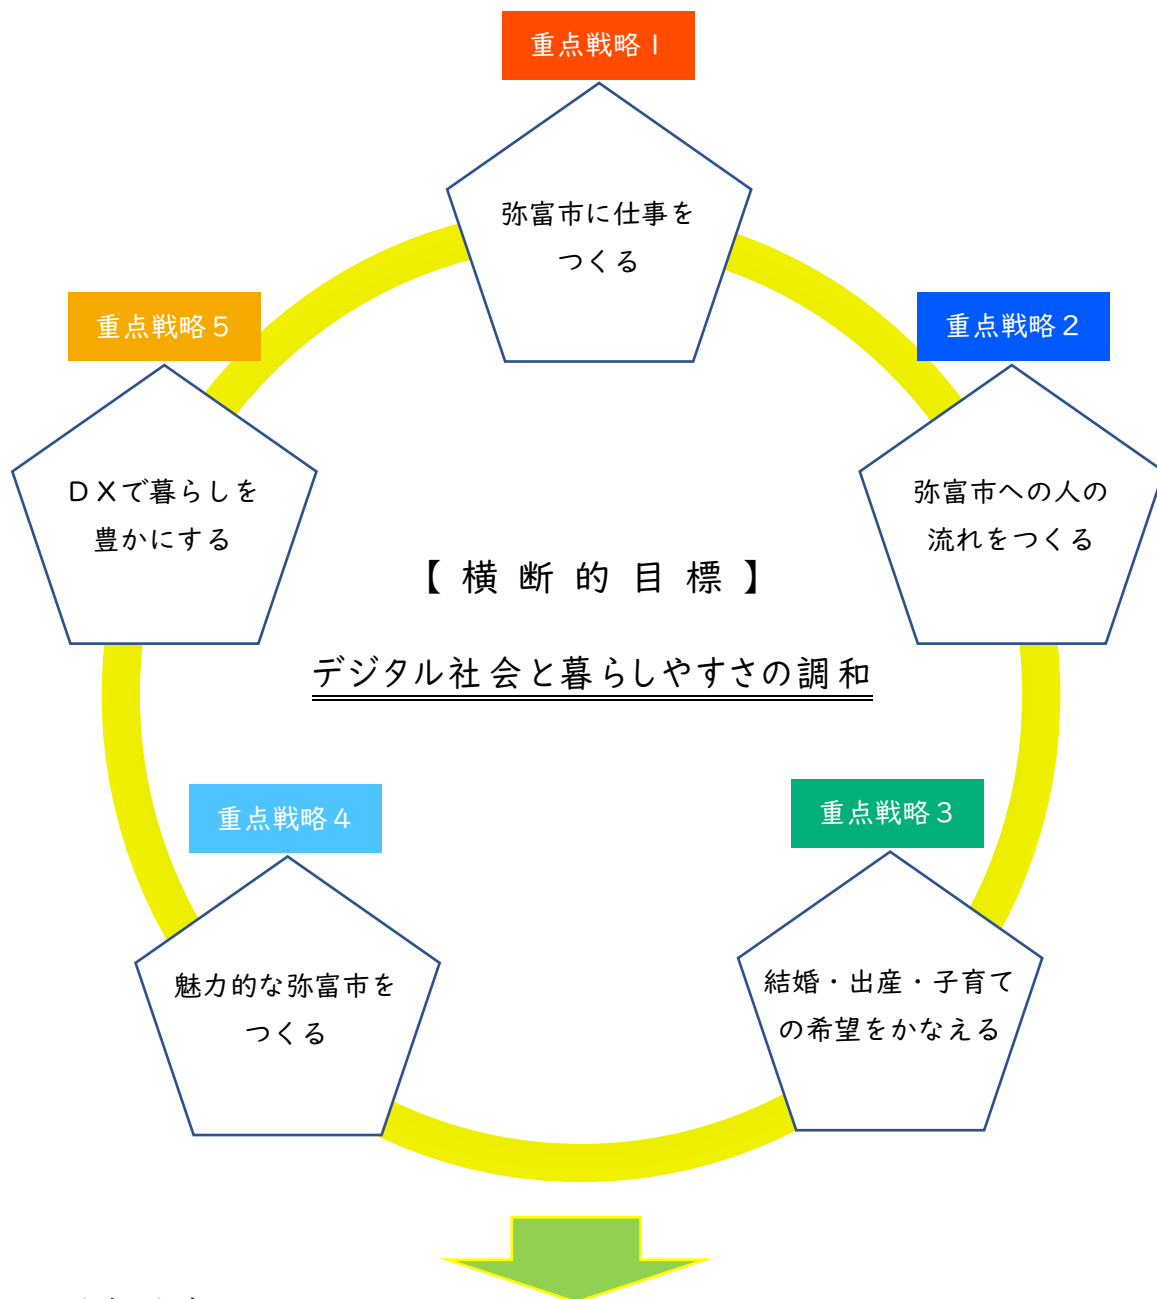 重点戦略1
弥富市に仕事を
つくる
重点戦略5
重点戦略2
DXで暮らしを
豊かにする
弥富市への人の
流れをつくる
【横断的目標】
デジタル社会と暮らしやすさの調和
重点戦略4
重点戦略3
魅力的な弥富市を
つくる
結婚・出産・子育て
の希望をかなえる